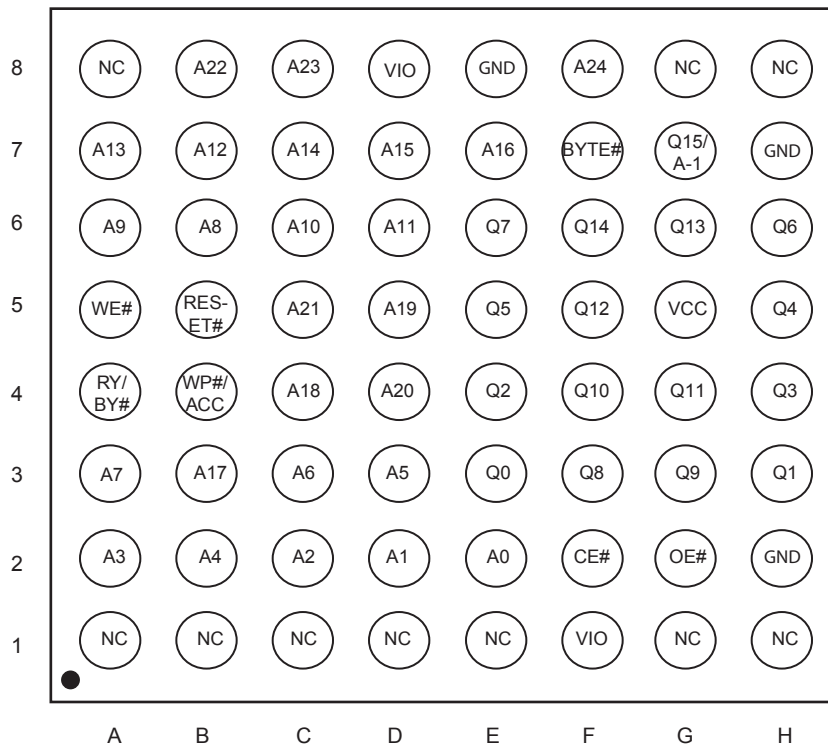 8 NC A22 A23 VIO GND A24 NC NC
7 A13 A12 A14 A15 A16 BYTE# Q15/
A-1 GND
6 A9 A8 A10 A11 Q7 Q14 Q13 Q6
5 WE# RES-
ET# A21 A19 Q5 Q12 VCC Q4
4 RY/
BY# WP#/
ACC A18 A20 Q2 Q10 Q11 Q3
3 A7 A17 A6 A5 Q0 Q8 Q9 Q1
2 A3 A4 A2 A1 A0 CE# OE# GND
1 NC NC NC NC NC VIO NC NC
A B C D E F G H